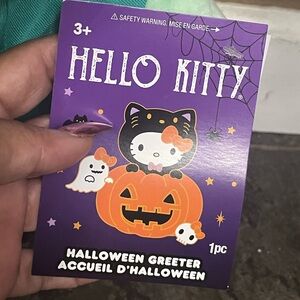 ⚠ SAFETY WARNING. MISE EN GARDE. →
3+
HELLO KITTY
1pc
HALLOWEEN GREETER
ACCUEIL D'HALLOWEEN